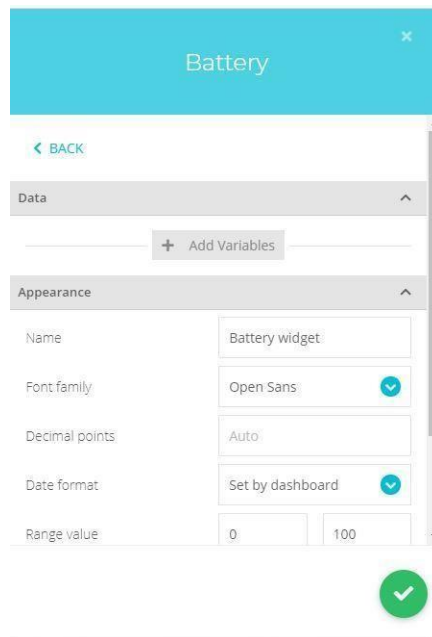 Battery
BACK
Data
+ Add Variables
Appearance
Name Battery widget
Font family Open Sans
Decimal points Auto
Date format Set by dashboard
Range value 0 100